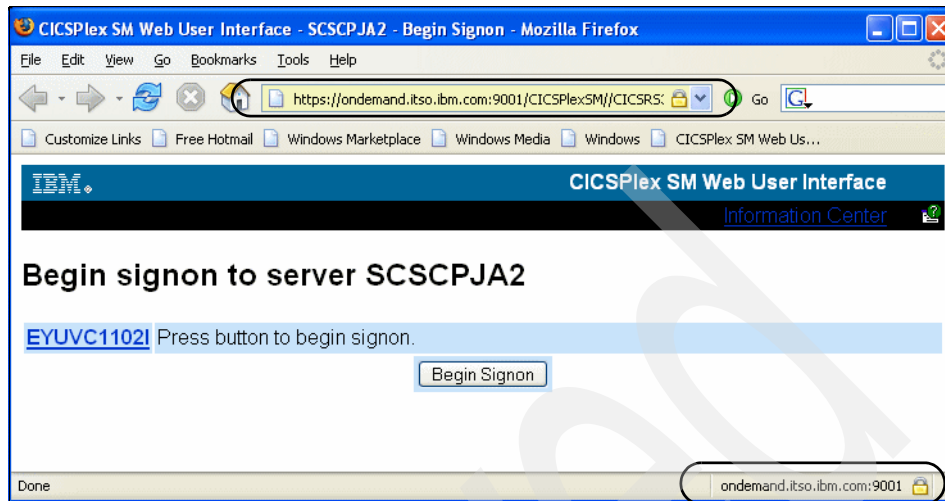 CICSPlex SM Web User Interface - SCSCPJA2 - Begin Signon - Mozilla Firefox
File Edit View Go Bookmarks Tools Help
https://ondemand.itso.ibm.com:9001/CICSPlexSM//CICSRS: Go G
Customize Links Free Hotmail Windows Marketplace Windows Media Windows CICSPlex SM Web Us...
IBM. CICSPlex SM Web User Interface
Information Center
Begin signon to server SCSCPJA2
EYUVC1102I Press button to begin signon.
Begin Signon
Done ondemand.itso.ibm.com:9001